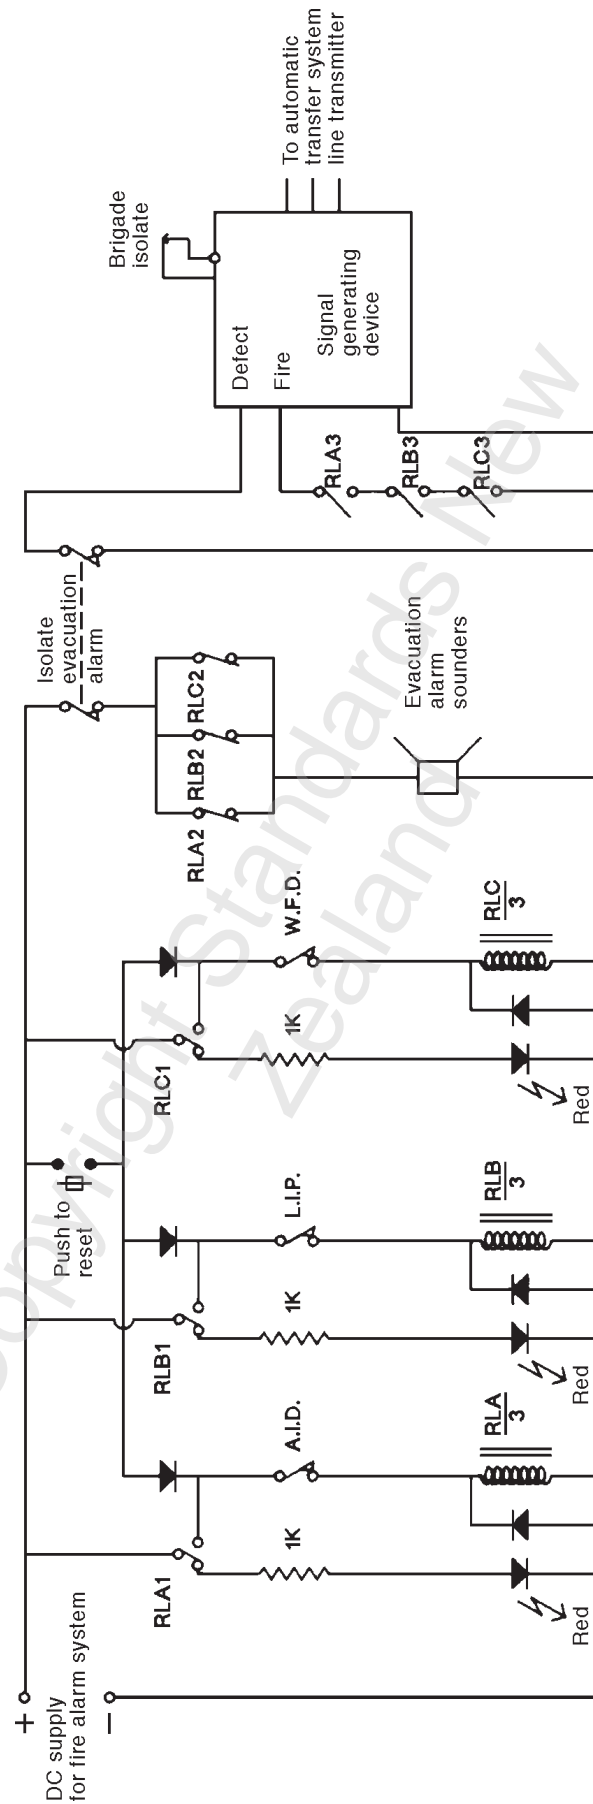 +
DC supply
for fire alarm system
−
RLA1
1K
A.I.D.
RLA
3
Red
RLB1
1K
L.I.P.
RLB
3
Red
Push to
reset
RLC1
1K
W.F.D.
RLC
3
Red
Isolate
evacuation
alarm
RLA2
RLB2
RLC2
Evacuation
alarm
sounders
Brigade
isolate
Defect
Fire
Signal
generating
device
To automatic
transfer system
line transmitter
RLA3
RLB3
RLC3
Copyright Standards New
Zealand